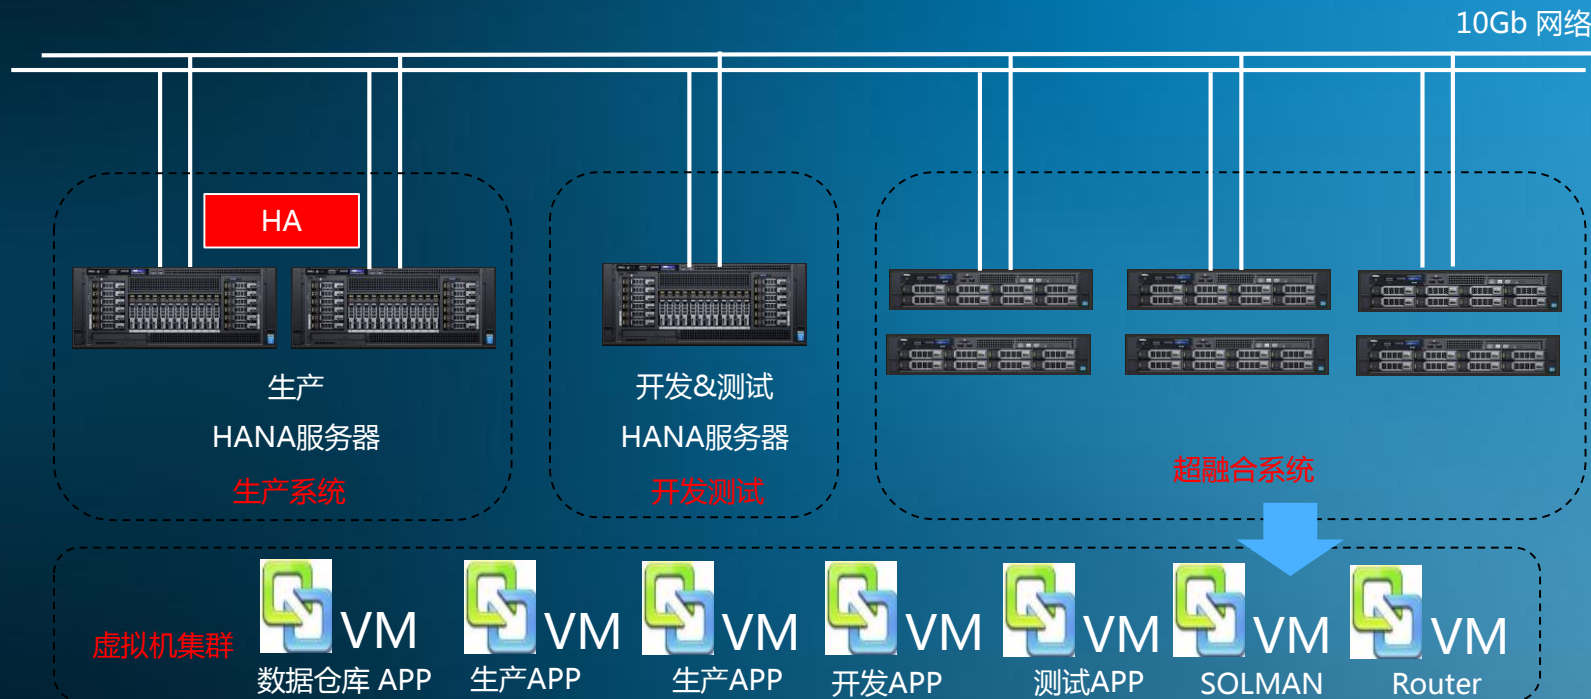 10Gb 网络
HA
生产
HANA服务器
生产系统
开发&测试
HANA服务器
开发测试
超融合系统
虚拟机集群
VM
数据仓库 APP
VM
生产APP
VM
生产APP
VM
开发APP
VM
测试APP
VM
SOLMAN
VM
Router